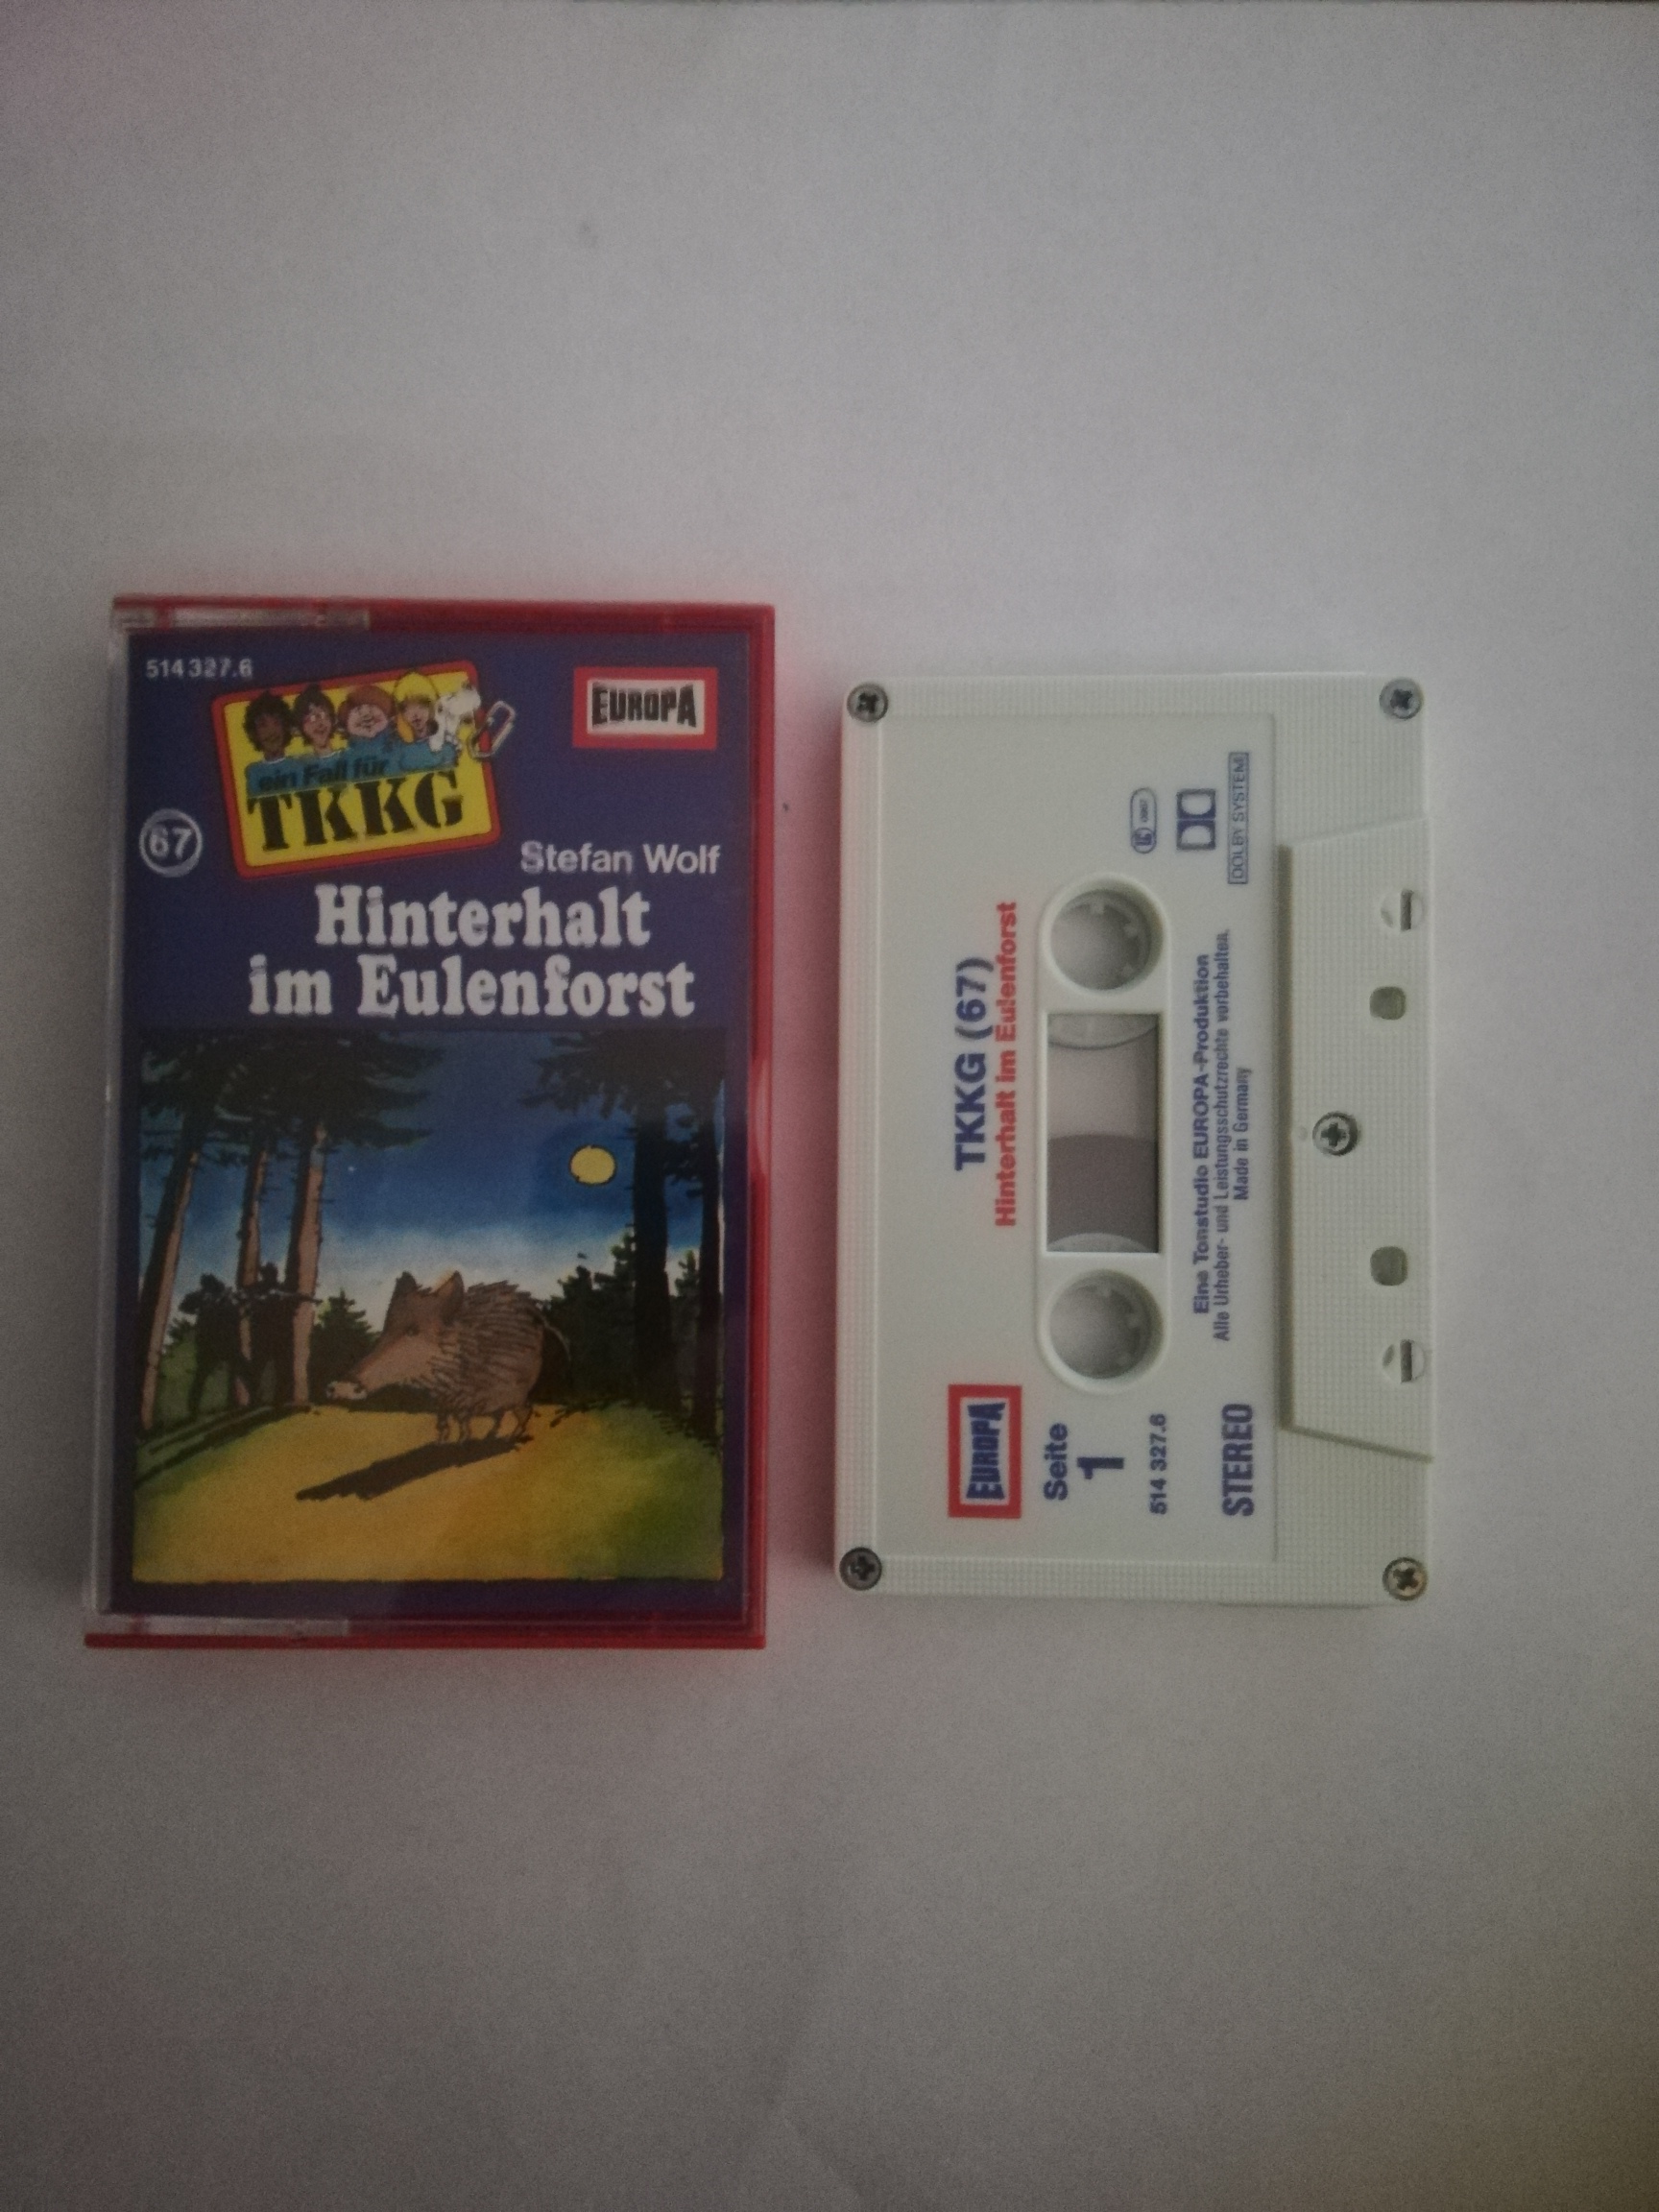 514 327.6
EUROPA
ein Fall für
TKKG
67
Stefan Wolf
Hinterhalt
im Eulenforst
TKKG (67)
Hinterhalt im Eulenforst
EUROPA
Seite
1
514 327.6
STEREO
DOLBY SYSTEM
Eine Tonstudio EUROPA-Produktion
Alle Urheber- und Leistungsschutzrechte vorbehalten.
Made in Germany